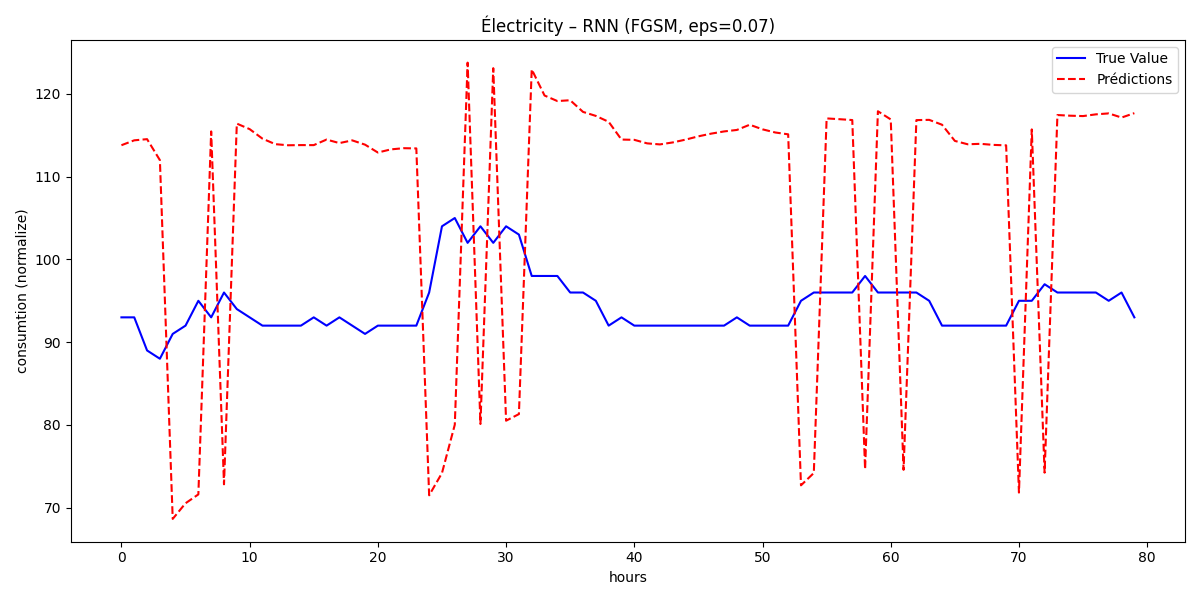 Électricity – RNN (FGSM, eps=0.07)
True Value
Prédictions
consumtion (normalize)
120
110
100
90
80
70
0 10 20 30 40 50 60 70 80
hours